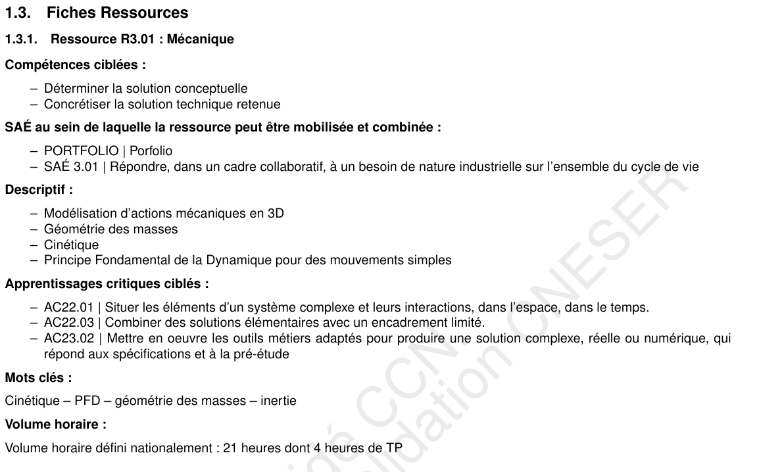 1.3. Fiches Ressources
1.3.1. Ressource R3.01 : Mécanique
Compétences ciblées :
– Déterminer la solution conceptuelle
– Concrétiser la solution technique retenue
SAÉ au sein de laquelle la ressource peut être mobilisée et combinée :
– PORTFOLIO | Porfolio
– SAÉ 3.01 | Répondre, dans un cadre collaboratif, à un besoin de nature industrielle sur l'ensemble du cycle de vie
Descriptif :
– Modélisation d'actions mécaniques en 3D
– Géométrie des masses
– Cinétique
– Principe Fondamental de la Dynamique pour des mouvements simples
Apprentissages critiques ciblés :
– AC22.01 | Situer les éléments d'un système complexe et leurs interactions, dans l'espace, dans le temps.
– AC22.03 | Combiner des solutions élémentaires avec un encadrement limité.
– AC23.02 | Mettre en oeuvre les outils métiers adaptés pour produire une solution complexe, réelle ou numérique, qui
répond aux spécifications et à la pré-étude
Mots clés :
Cinétique – PFD – géométrie des masses – inertie
Volume horaire :
Volume horaire défini nationalement : 21 heures dont 4 heures de TP
CCN
CNESER